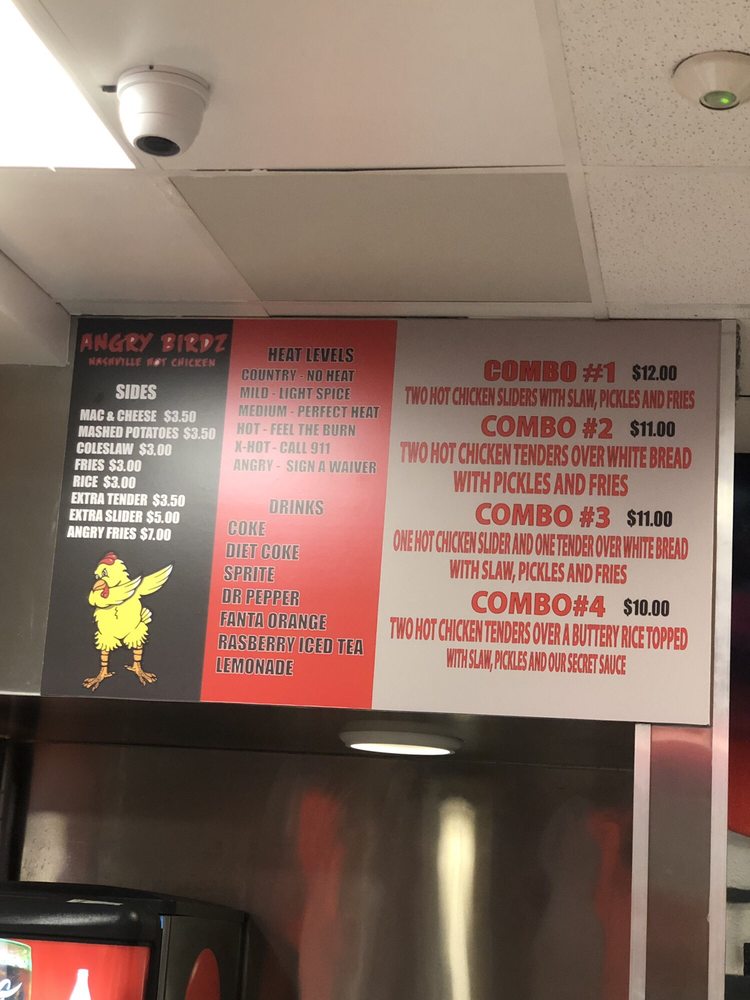 ANGRY BIRDZ
NASHVILLE HOT CHICKEN
SIDES
MAC & CHEESE $3.50
MASHED POTATOES $3.50
COLESLAW $3.00
FRIES $3.00
RICE $3.00
EXTRA TENDER $3.50
EXTRA SLIDER $5.00
ANGRY FRIES $7.00
HEAT LEVELS
COUNTRY - NO HEAT
MILD - LIGHT SPICE
MEDIUM - PERFECT HEAT
HOT - FEEL THE BURN
X-HOT - CALL 911
ANGRY - SIGN A WAIVER
DRINKS
COKE
DIET COKE
SPRITE
DR PEPPER
FANTA ORANGE
RASBERRY ICED TEA
LEMONADE
COMBO #1 $12.00
TWO HOT CHICKEN SLIDERS WITH SLAW, PICKLES AND FRIES
COMBO #2 $11.00
TWO HOT CHICKEN TENDERS OVER WHITE BREAD
WITH PICKLES AND FRIES
COMBO #3 $11.00
ONE HOT CHICKEN SLIDER AND ONE TENDER OVER WHITE BREAD
WITH SLAW, PICKLES AND FRIES
COMBO#4 $10.00
TWO HOT CHICKEN TENDERS OVER A BUTTERY RICE TOPPED
WITH SLAW, PICKLES AND OUR SECRET SAUCE